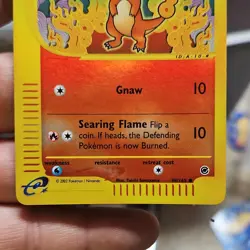 Gnaw 10
Searing Flame Flip a
coin. If heads, the Defending
Pokémon is now Burned. 10
weakness resistance retreat cost
e